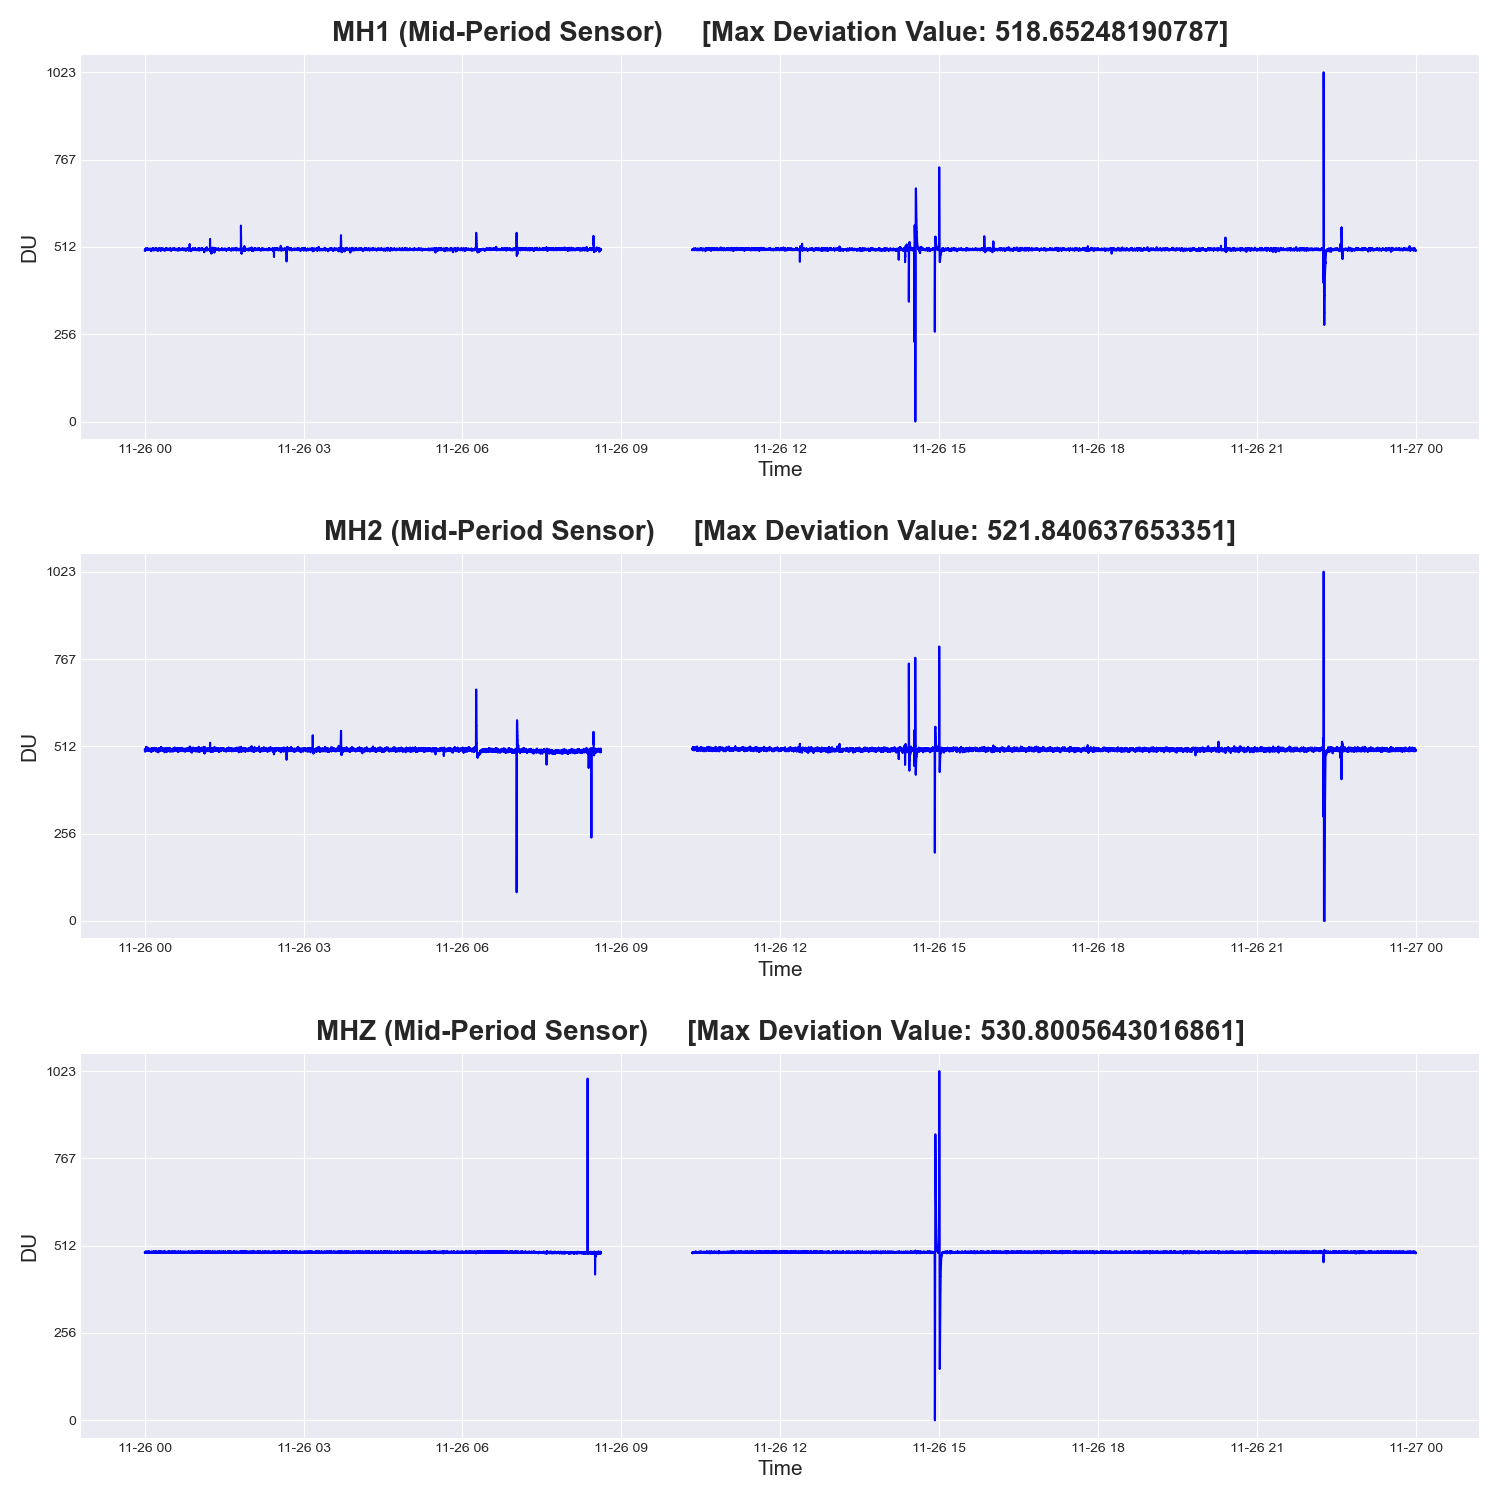 MH1 (Mid-Period Sensor) [Max Deviation Value: 518.65248190787]
1023
767
512
256
0
DU
11-26 00 11-26 03 11-26 06 11-26 09 11-26 12 11-26 15 11-26 18 11-26 21 11-27 00
Time
MH2 (Mid-Period Sensor) [Max Deviation Value: 521.840637653351]
1023
767
512
256
0
DU
11-26 00 11-26 03 11-26 06 11-26 09 11-26 12 11-26 15 11-26 18 11-26 21 11-27 00
Time
MHZ (Mid-Period Sensor) [Max Deviation Value: 530.8005643016861]
1023
767
512
256
0
DU
11-26 00 11-26 03 11-26 06 11-26 09 11-26 12 11-26 15 11-26 18 11-26 21 11-27 00
Time